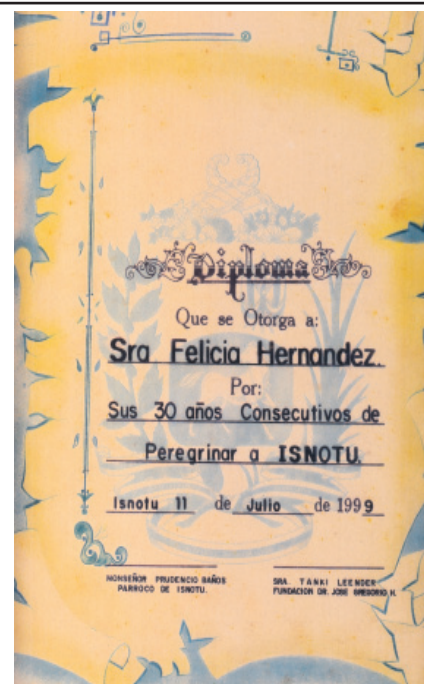 Diploma
Que se Otorga a:
Sra Felicia Hernandez.
Por:
Sus 30 años Consecutivos de
Peregrinar a ISNOTU.
Isnotu 11 de Julio de 1999
MONSEÑOR PRUDENCIO BAÑOS
PARROCO DE ISNOTU.
SRA. TANKI LEENDER
FUNDACION DR. JOSE GREGORIO H.